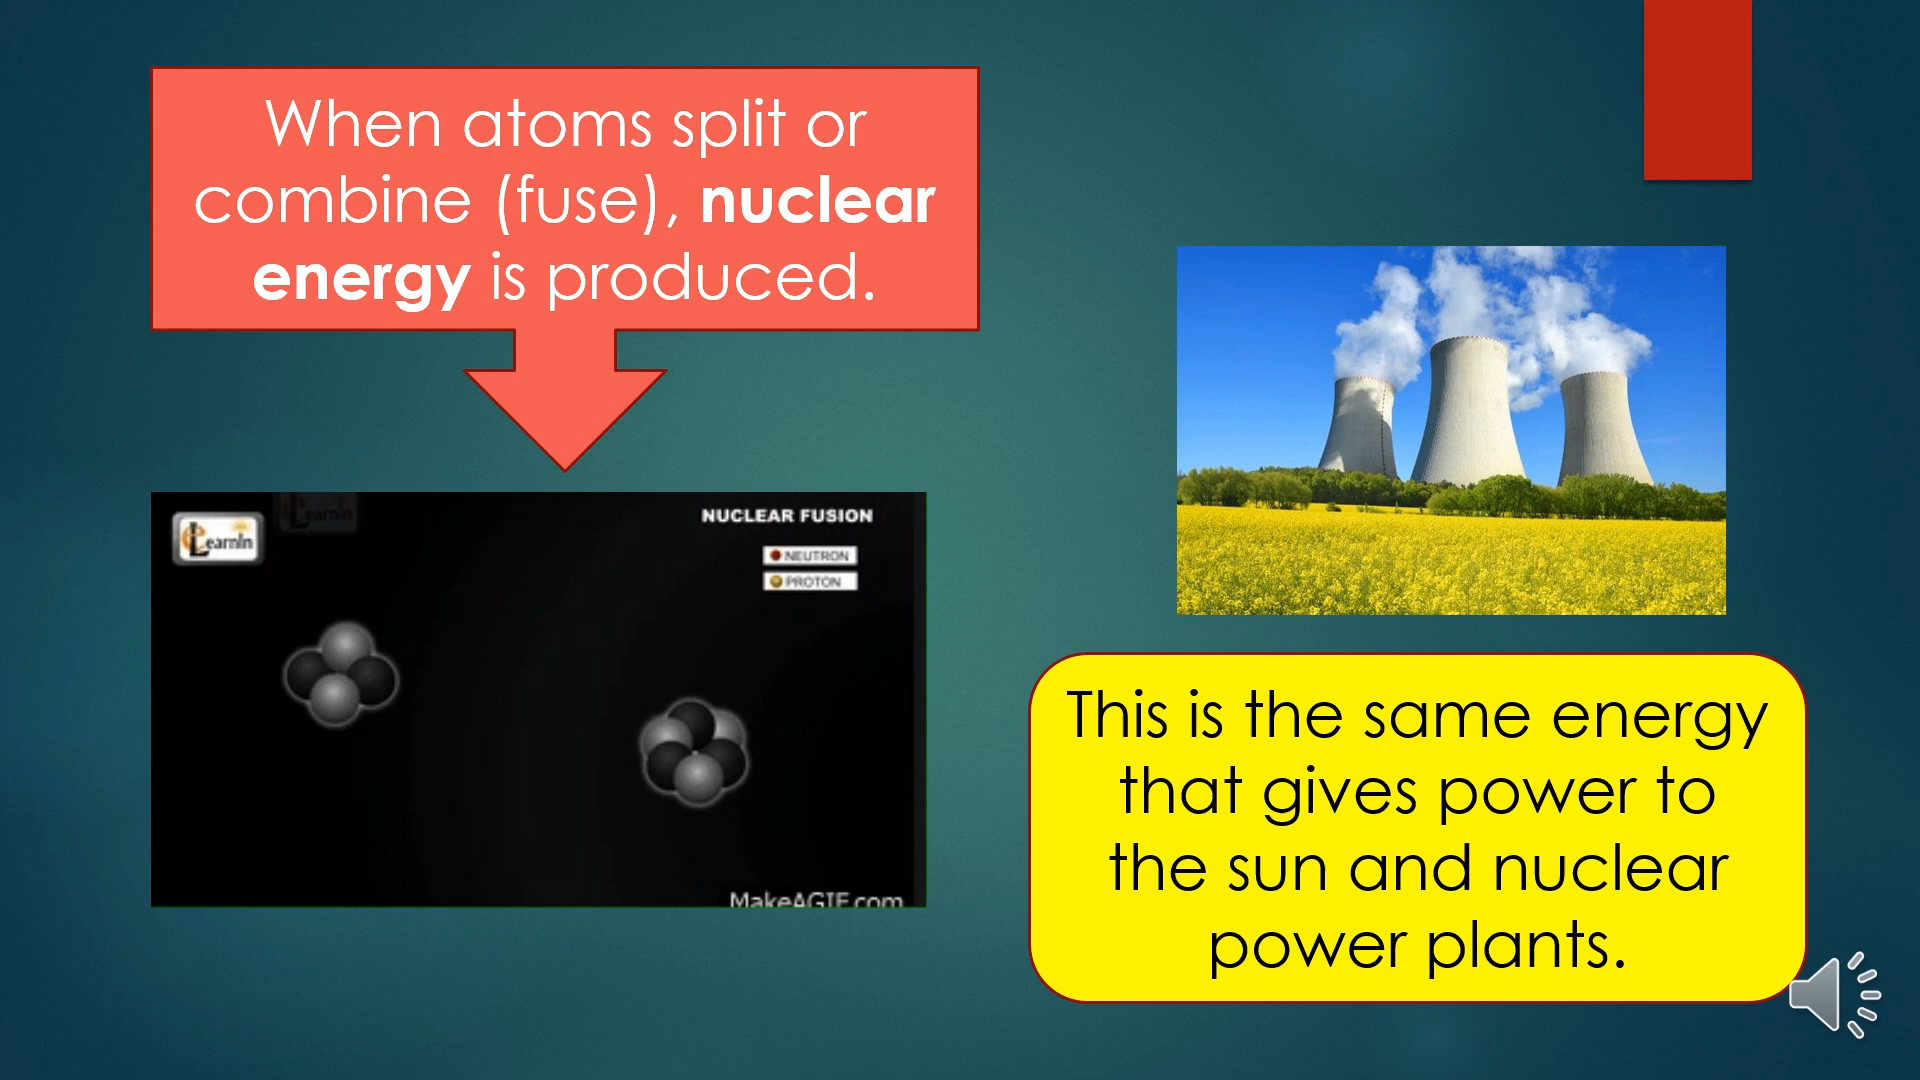 When atoms split or
combine (fuse), nuclear
energy is produced.
LearnIn
NUCLEAR FUSION
NEUTRON
PROTON
MakeAGIF.com
This is the same energy
that gives power to
the sun and nuclear
power plants.